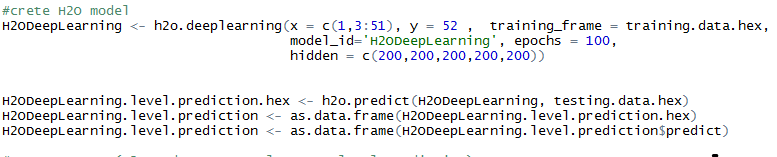 #crete H2O model
H2ODeepLearning <- h2o.deeplearning(x = c(1,3:51), y = 52 , training_frame = training.data.hex,
model_id='H2ODeepLearning', epochs = 100,
hidden = c(200,200,200,200,200))
H2ODeepLearning.level.prediction.hex <- h2o.predict(H2ODeepLearning, testing.data.hex)
H2ODeepLearning.level.prediction <- as.data.frame(H2ODeepLearning.level.prediction.hex)
H2ODeepLearning.level.prediction <- as.data.frame(H2ODeepLearning.level.prediction$predict)